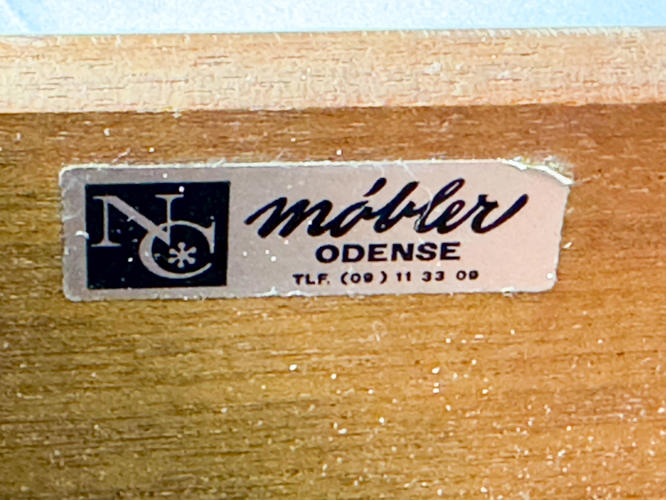 NC* møbler
ODENSE
TLF. (09) 11 33 09